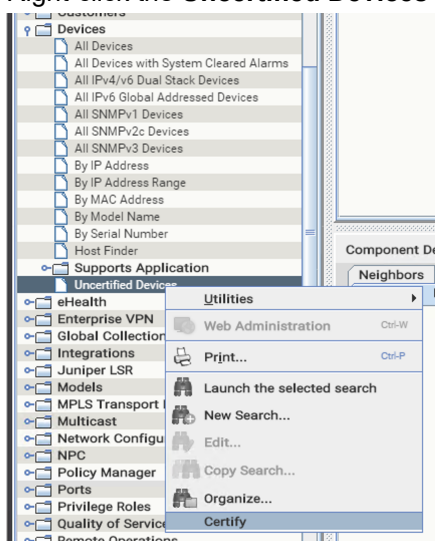 Right click the Uncertified Devices
Customers
Devices
All Devices
All Devices with System Cleared Alarms
All IPv4/v6 Dual Stack Devices
All IPv6 Global Addressed Devices
All SNMPv1 Devices
All SNMPv2c Devices
All SNMPv3 Devices
By IP Address
By IP Address Range
By MAC Address
By Model Name
By Serial Number
Host Finder
Supports Application
Uncertified Devices
eHealth
Enterprise VPN
Global Collection
Integrations
Juniper LSR
Models
MPLS Transport
Multicast
Network Configu
NPC
Policy Manager
Ports
Privilege Roles
Quality of Service
Remote Operations
Component De
Neighbors
Utilities
Web Administration Ctrl-W
Print... Ctrl-P
Launch the selected search
New Search...
Edit...
Copy Search...
Organize...
Certify